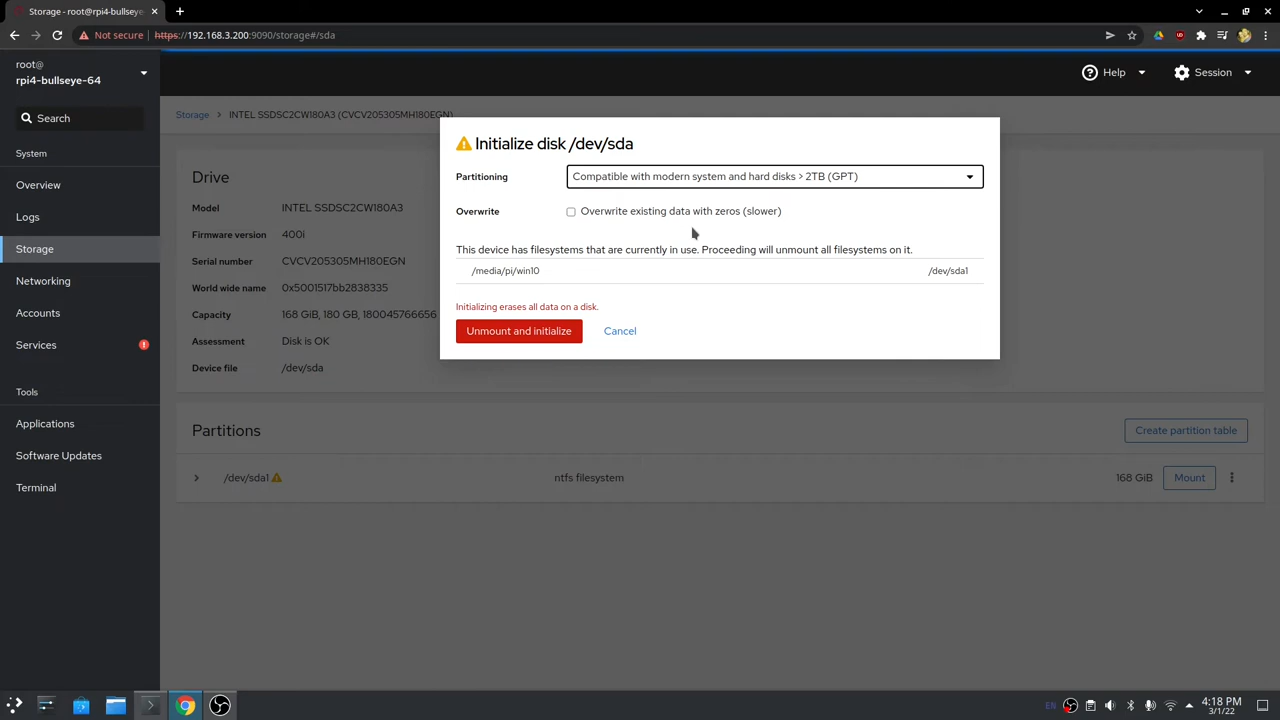 Storage - root@rpi4-bullseye
Not secure https://192.168.3.200:9090/storage#/sda
root@
rpi4-bullseye-64
Help
Session
Search
Storage > INTEL SSDSC2CW180A3 (CVCV205305MH180EGN)
System
Overview
Logs
Storage
Networking
Accounts
Services
Tools
Applications
Software Updates
Terminal
Drive
Model INTEL SSDSC2CW180A3
Firmware version 400i
Serial number CVCV205305MH180EGN
World wide name 0x5001517bb2838335
Capacity 168 GiB, 180 GB, 180045766656
Assessment Disk is OK
Device file /dev/sda
Initialize disk /dev/sda
Partitioning Compatible with modern system and hard disks > 2TB (GPT)
Overwrite Overwrite existing data with zeros (slower)
This device has filesystems that are currently in use. Proceeding will unmount all filesystems on it.
/media/pi/win10 /dev/sda1
Initializing erases all data on a disk.
Unmount and initialize Cancel
Partitions Create partition table
/dev/sda1 ntfs filesystem 168 GiB Mount
EN
4:18 PM
3/1/22